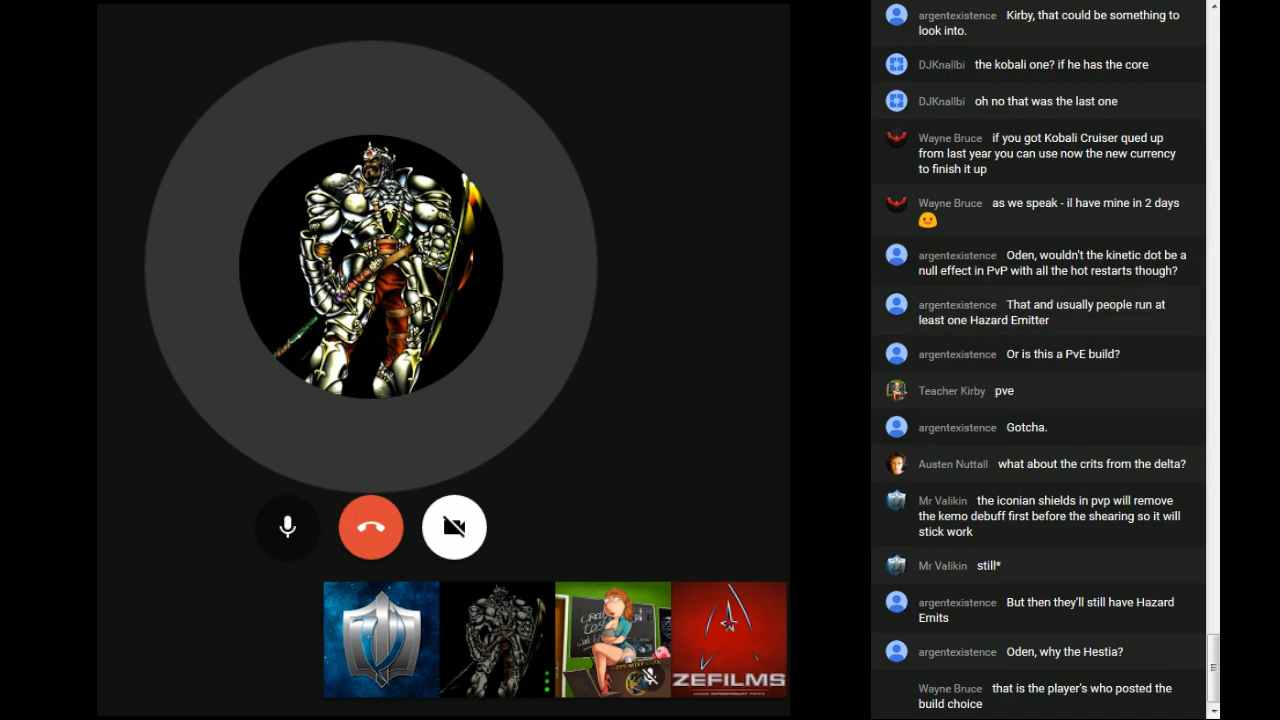 argentexistence Kirby, that could be something to
look into.
DJKnallbi the kobali one? if he has the core
DJKnallbi oh no that was the last one
Wayne Bruce if you got Kobali Cruiser qued up
from last year you can use now the new currency
to finish it up
Wayne Bruce as we speak - il have mine in 2 days
argentexistence Oden, wouldn't the kinetic dot be a
null effect in PvP with all the hot restarts though?
argentexistence That and usually people run at
least one Hazard Emitter
argentexistence Or is this a PvE build?
Teacher Kirby pve
argentexistence Gotcha.
Austen Nuttall what about the crits from the delta?
Mr Valikin the iconian shields in pvp will remove
the kemo debuff first before the shearing so it will
stick work
Mr Valikin still*
argentexistence But then they'll still have Hazard
Emits
argentexistence Oden, why the Hestia?
Wayne Bruce that is the player's who posted the
build choice
ZEFILMS